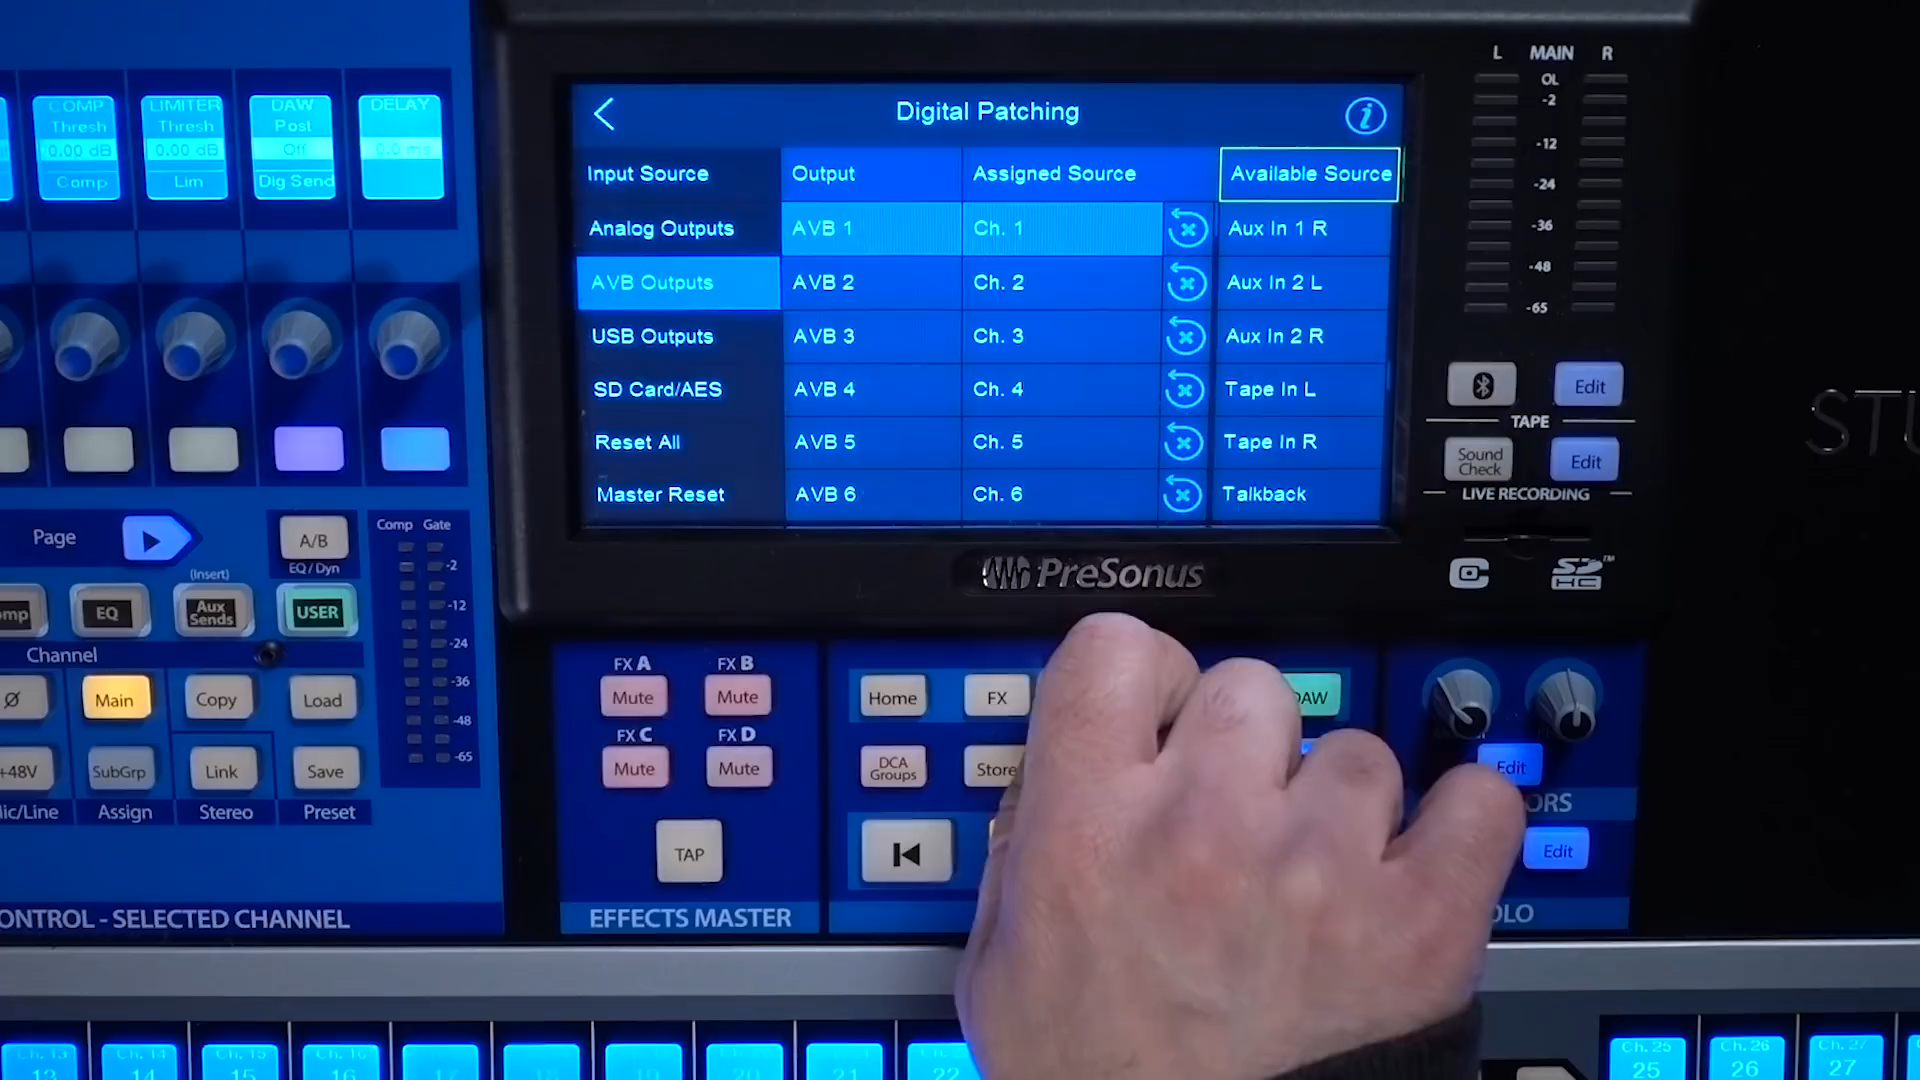 COMP
Thresh
0.00 dB
Comp
LIMITER
Thresh
0.00 dB
Lim
DAW
Post
Off
Dig Send
DELAY
0.0 ms
Digital Patching
Input Source
Output
Assigned Source
Available Source
Analog Outputs
AVB 1
Ch. 1
Aux In 1 R
AVB Outputs
AVB 2
Ch. 2
Aux In 2 L
USB Outputs
AVB 3
Ch. 3
Aux In 2 R
SD Card/AES
AVB 4
Ch. 4
Tape In L
Reset All
AVB 5
Ch. 5
Tape In R
Master Reset
AVB 6
Ch. 6
Talkback
PreSonus
L MAIN R
OL
-2
-12
-24
-36
-48
-65
Edit
TAPE
Sound
Check
Edit
LIVE RECORDING
SD
HC
STU
Page
A/B
EQ/Dyn
Comp Gate
-2
-12
-24
-36
-48
-65
(Insert)
omp
EQ
Aux
Sends
USER
Channel
Ø
Main
Copy
Load
+48V
SubGrp
Link
Save
ic/Line
Assign
Stereo
Preset
ONTROL - SELECTED CHANNEL
FX A
Mute
FX B
Mute
FX C
Mute
FX D
Mute
TAP
EFFECTS MASTER
Home
FX
DAW
DCA
Groups
Store
Edit
ORS
Edit
OLO
Ch. 13
13
Ch. 14
14
Ch. 15
15
Ch. 16
16
17
18
19
20
21
22
Ch. 25
25
Ch. 26
26
Ch. 27
27